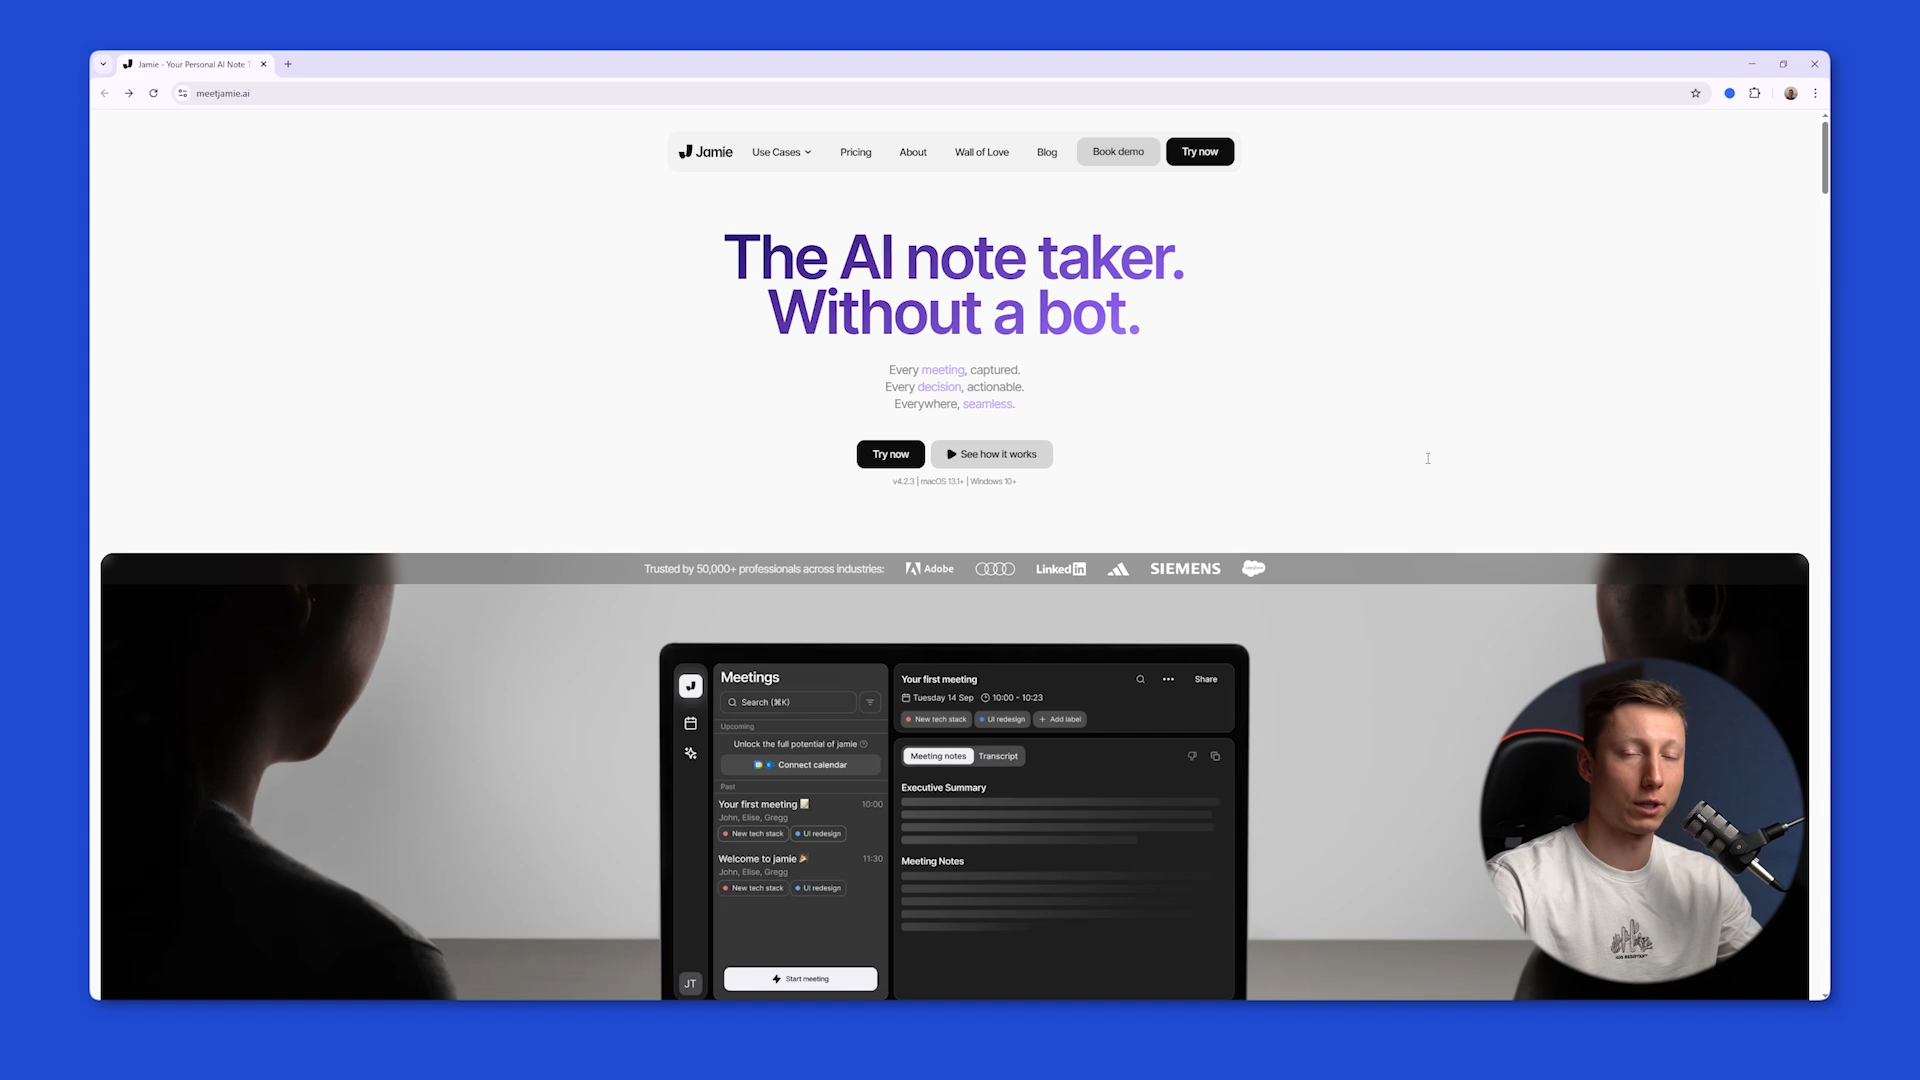 Jamie - Your Personal AI Note T
meetjamie.ai
Jamie
Use Cases
Pricing
About
Wall of Love
Blog
Book demo
Try now
The AI note taker.
Without a bot.
Every meeting, captured.
Every decision, actionable.
Everywhere, seamless.
Try now
See how it works
v4.2.3 | macOS 13.1+ | Windows 10+
Trusted by 50,000+ professionals across industries:
Adobe
LinkedIn
SIEMENS
Meetings
Search (⌘K)
Upcoming
Unlock the full potential of jamie
Connect calendar
Past
Your first meeting 10:00
John, Elise, Gregg
New tech stack
UI redesign
Welcome to jamie 11:30
John, Elise, Gregg
New tech stack
UI redesign
Start meeting
JT
Your first meeting
Share
Tuesday 14 Sep 10:00 - 10:23
New tech stack
UI redesign
+ Add label
Meeting notes
Transcript
Executive Summary
Meeting Notes